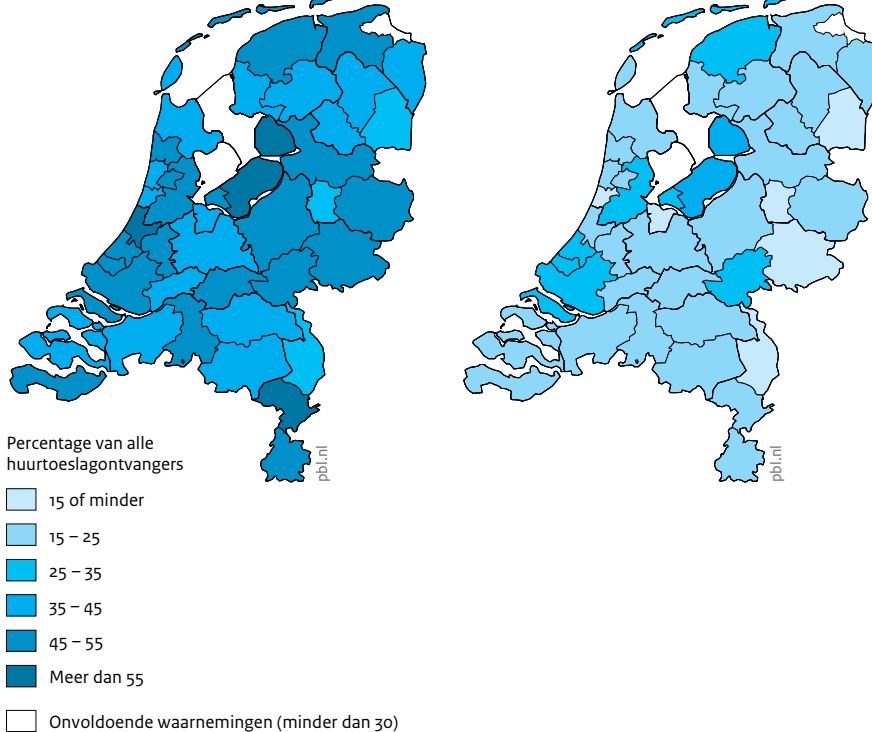 Percentage van alle
huurtoeslagontvangers
15 of minder
15 – 25
25 – 35
35 – 45
45 – 55
Meer dan 55
Onvoldoende waarnemingen (minder dan 30)
pbl.nl
pbl.nl